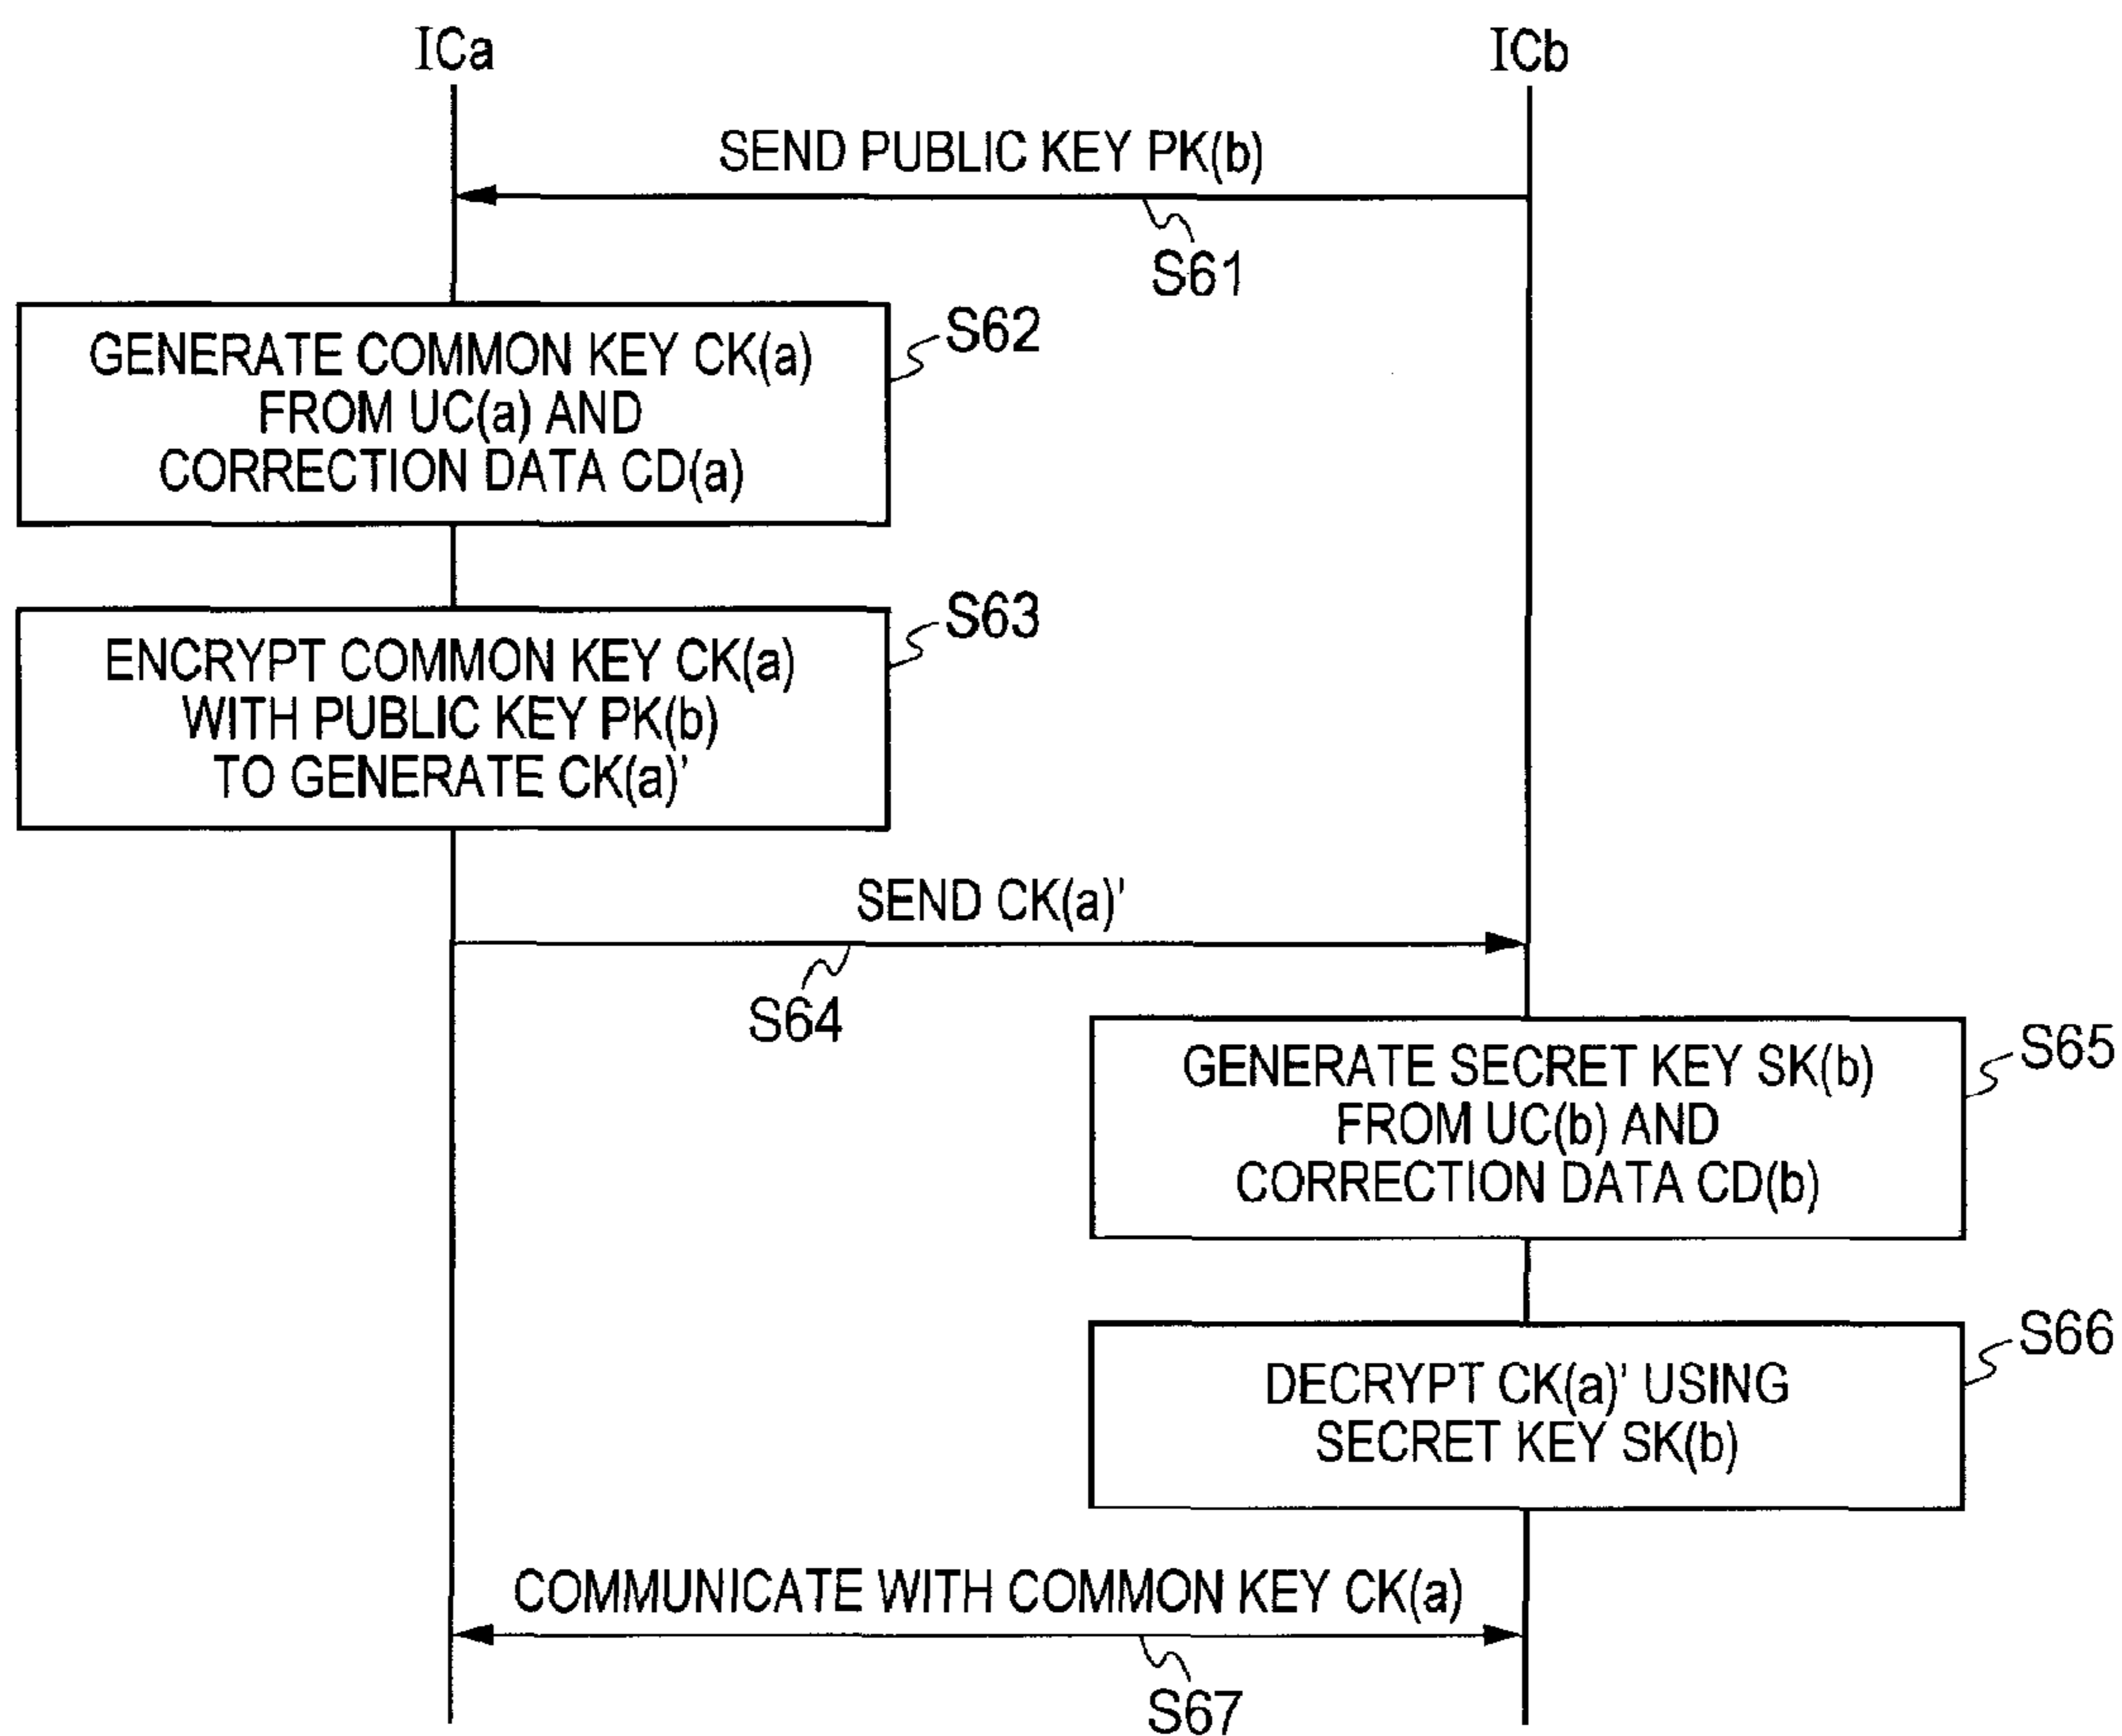 ICa
ICb
SEND PUBLIC KEY PK(b)
S61
GENERATE COMMON KEY CK(a)
FROM UC(a) AND
CORRECTION DATA CD(a)
S62
ENCRYPT COMMON KEY CK(a)
WITH PUBLIC KEY PK(b)
TO GENERATE CK(a)'
S63
SEND CK(a)'
S64
GENERATE SECRET KEY SK(b)
FROM UC(b) AND
CORRECTION DATA CD(b)
S65
DECRYPT CK(a)' USING
SECRET KEY SK(b)
S66
COMMUNICATE WITH COMMON KEY CK(a)
S67